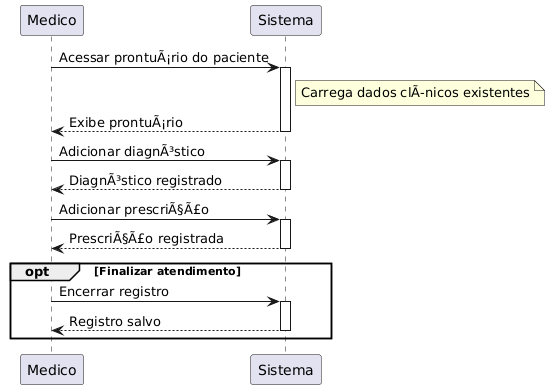 Medico
Sistema
Acessar prontuÃ¡rio do paciente
Carrega dados clÃ­nicos existentes
Exibe prontuÃ¡rio
Adicionar diagnÃ³stico
DiagnÃ³stico registrado
Adicionar prescriÃ§Ã£o
PrescriÃ§Ã£o registrada
opt [Finalizar atendimento]
Encerrar registro
Registro salvo
Medico
Sistema